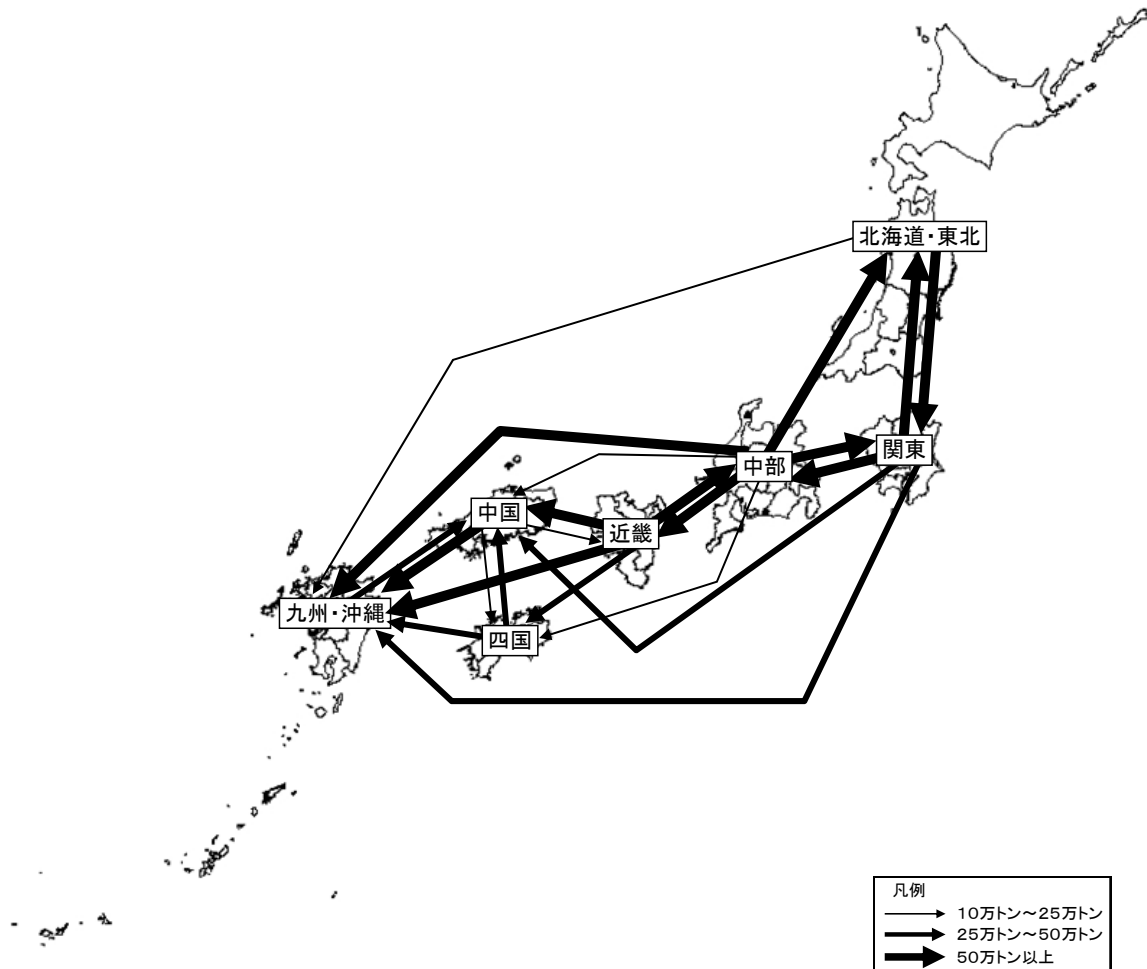 北海道・東北
関東
中部
中国
近畿
九州・沖縄
四国
凡例
10万トン～25万トン
25万トン～50万トン
50万トン以上